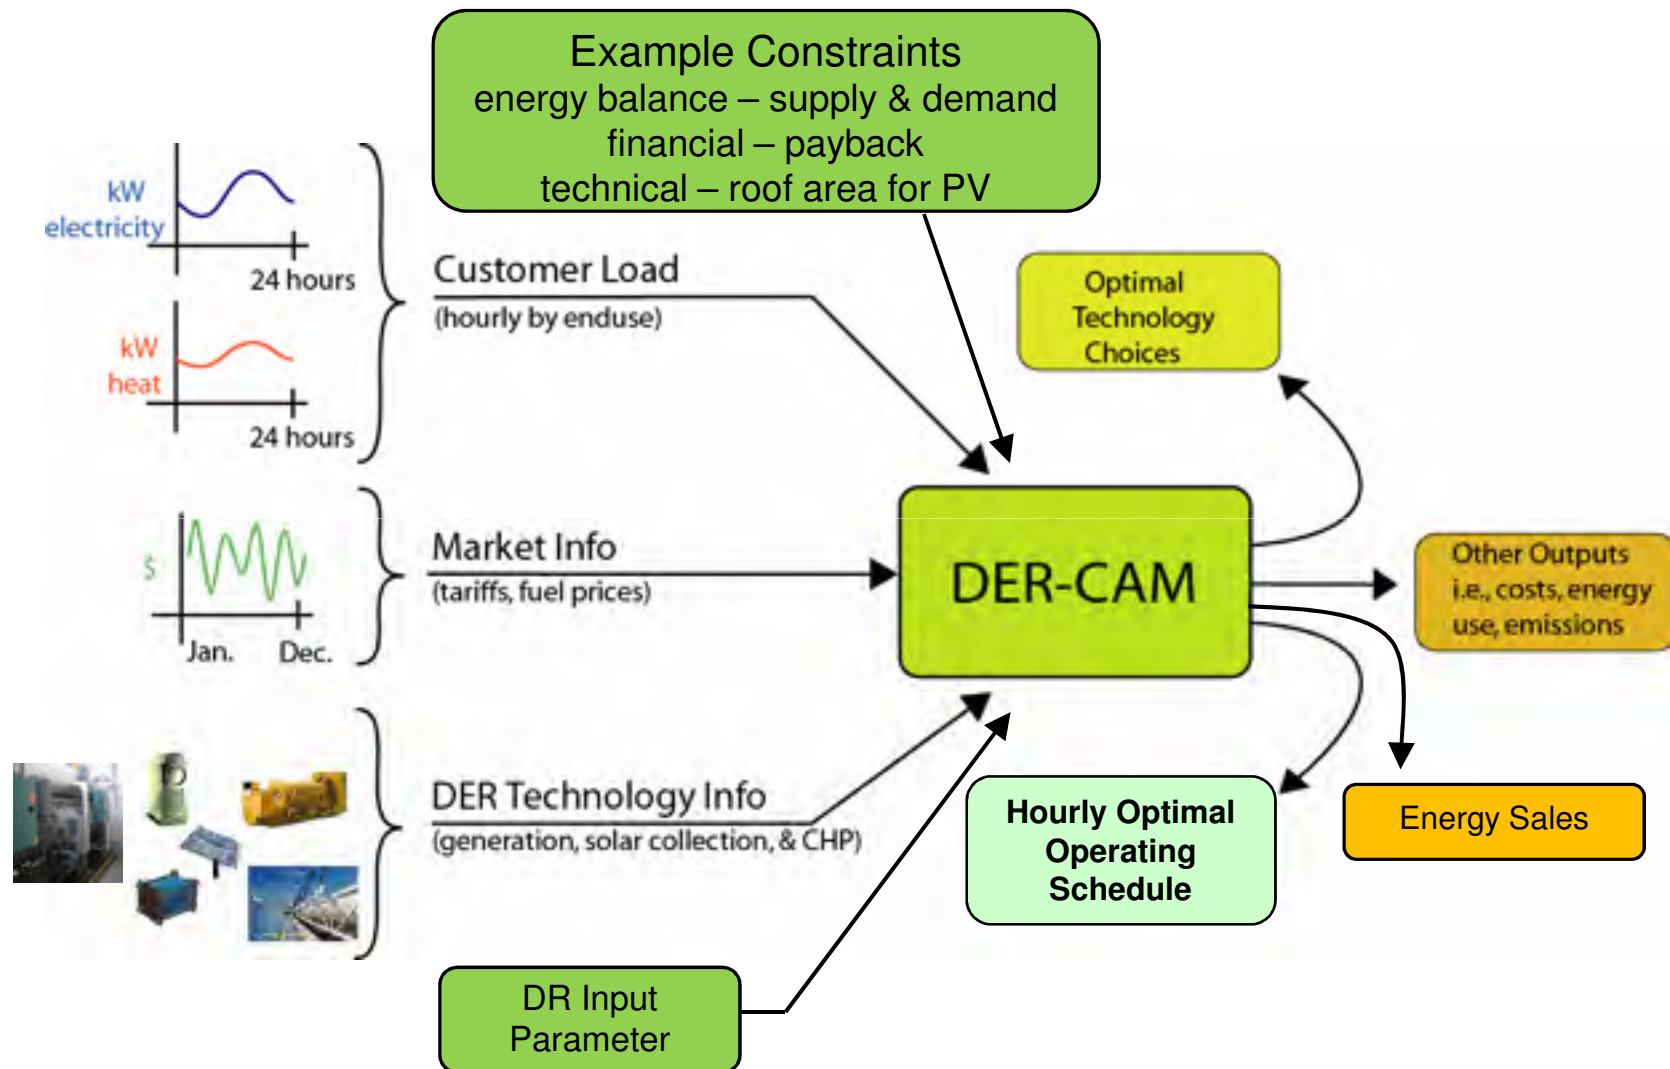 Example Constraints
energy balance – supply & demand
financial – payback
technical – roof area for PV
kW
electricity
24 hours
kW
heat
24 hours
Customer Load
(hourly by enduse)
Optimal
Technology
Choices
$
Jan. Dec.
Market Info
(tariffs, fuel prices)
DER-CAM
Other Outputs
i.e., costs, energy
use, emissions
DER Technology Info
(generation, solar collection, & CHP)
Hourly Optimal
Operating
Schedule
Energy Sales
DR Input
Parameter